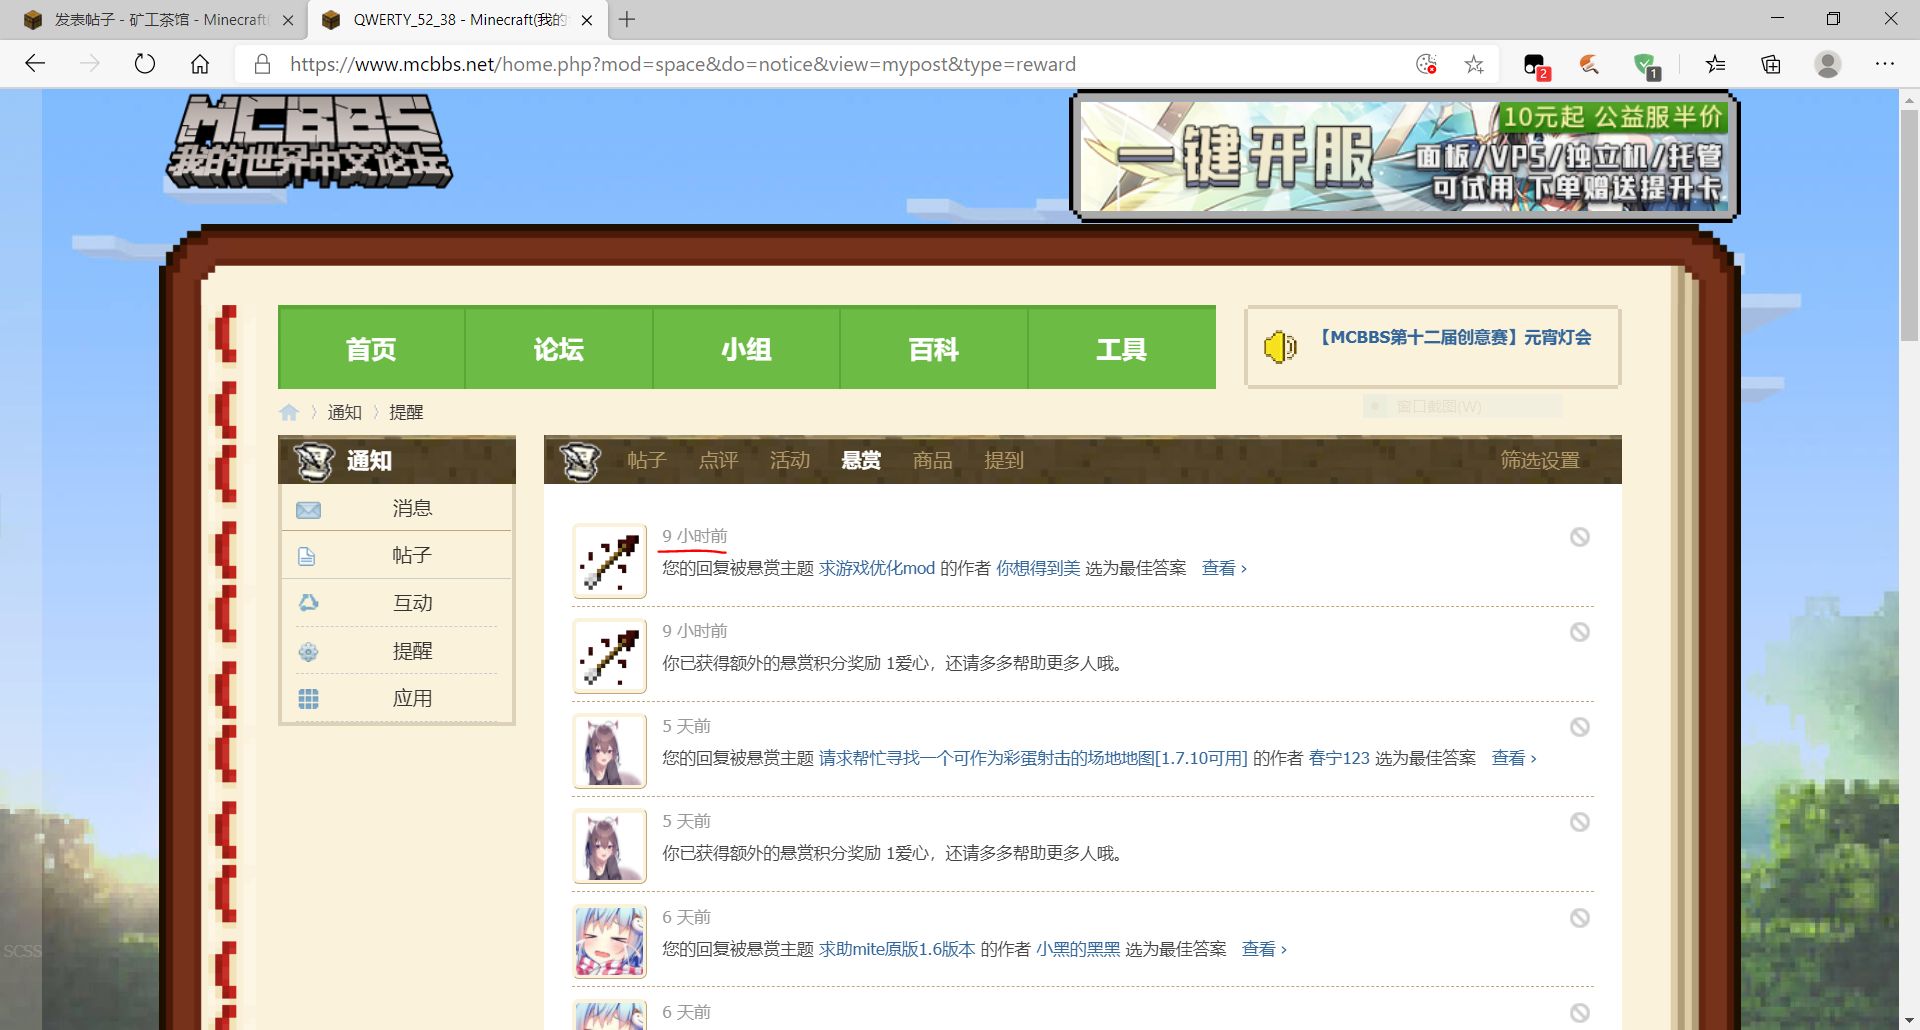 发表帖子 - 矿工茶馆 - Minecraft(
QWERTY_52_38 - Minecraft(我的
https://www.mcbbs.net/home.php?mod=space&do=notice&view=mypost&type=reward
2
1
MCBBS
我的世界中文论坛
10元起 公益服半价
一键开服
面板/VPS/独立机/托管
可试用 下单赠送提升卡
首页
论坛
小组
百科
工具
【MCBBS第十二届创意赛】元宵灯会
窗口截图(W)
通知
提醒
通知
消息
帖子
互动
提醒
应用
帖子
点评
活动
悬赏
商品
提到
筛选设置
9 小时前
您的回复被悬赏主题 求游戏优化mod 的作者 你想得到美 选为最佳答案 查看 ›
9 小时前
你已获得额外的悬赏积分奖励 1爱心，还请多多帮助更多人哦。
5 天前
您的回复被悬赏主题 请求帮忙寻找一个可作为彩蛋射击的场地地图[1.7.10可用] 的作者 春宁123 选为最佳答案 查看 ›
5 天前
你已获得额外的悬赏积分奖励 1爱心，还请多多帮助更多人哦。
6 天前
您的回复被悬赏主题 求助mite原版1.6版本 的作者 小黑的黑黑 选为最佳答案 查看 ›
6 天前
SCSS